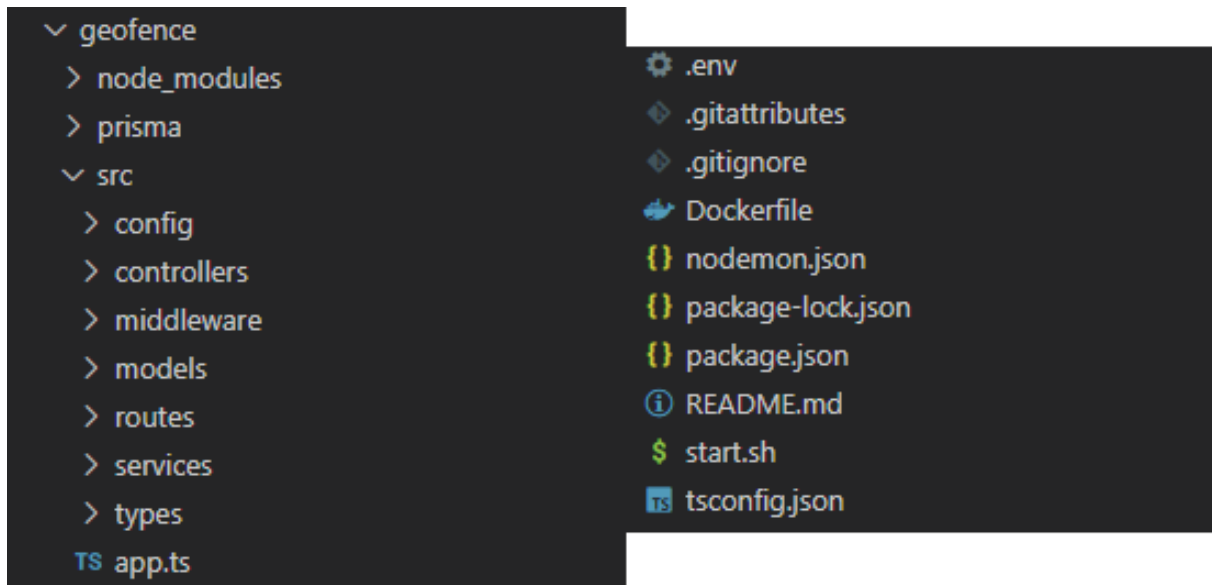 geofence
node_modules
prisma
src
config
controllers
middleware
models
routes
services
types
TS app.ts
.env
.gitattributes
.gitignore
Dockerfile
{} nodemon.json
{} package-lock.json
{} package.json
README.md
$ start.sh
TS tsconfig.json